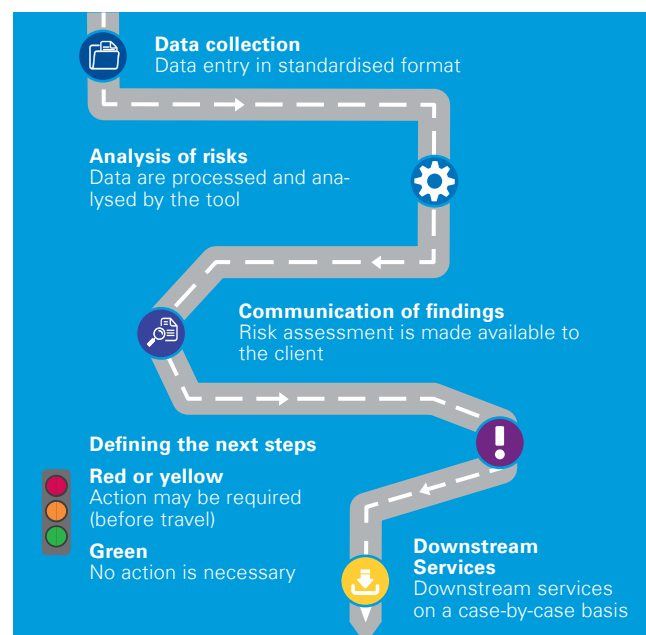 Data collection
Data entry in standardised format
Analysis of risks
Data are processed and ana-
lysed by the tool
Communication of findings
Risk assessment is made available to
the client
Defining the next steps
Red or yellow
Action may be required
(before travel)
Green
No action is necessary
Downstream
Services
Downstream services
on a case-by-case basis